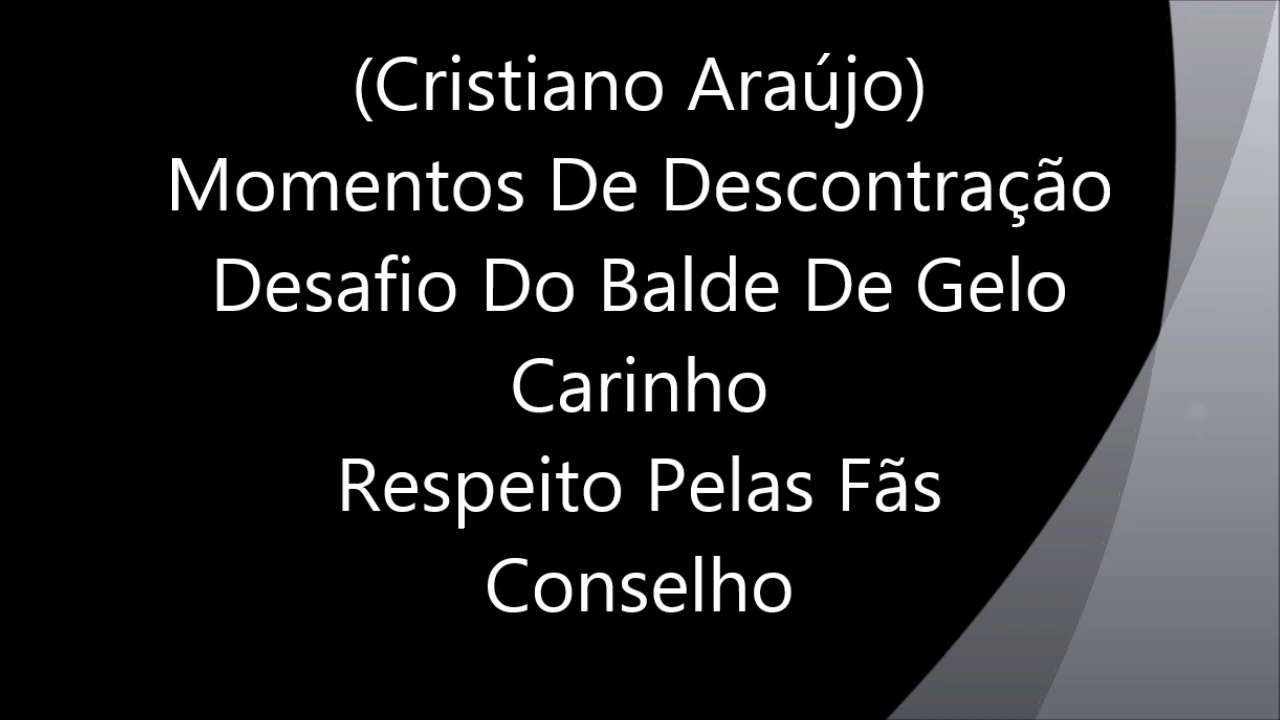 (Cristiano Araújo)
Momentos De Descontração
Desafio Do Balde De Gelo
Carinho
Respeito Pelas Fãs
Conselho